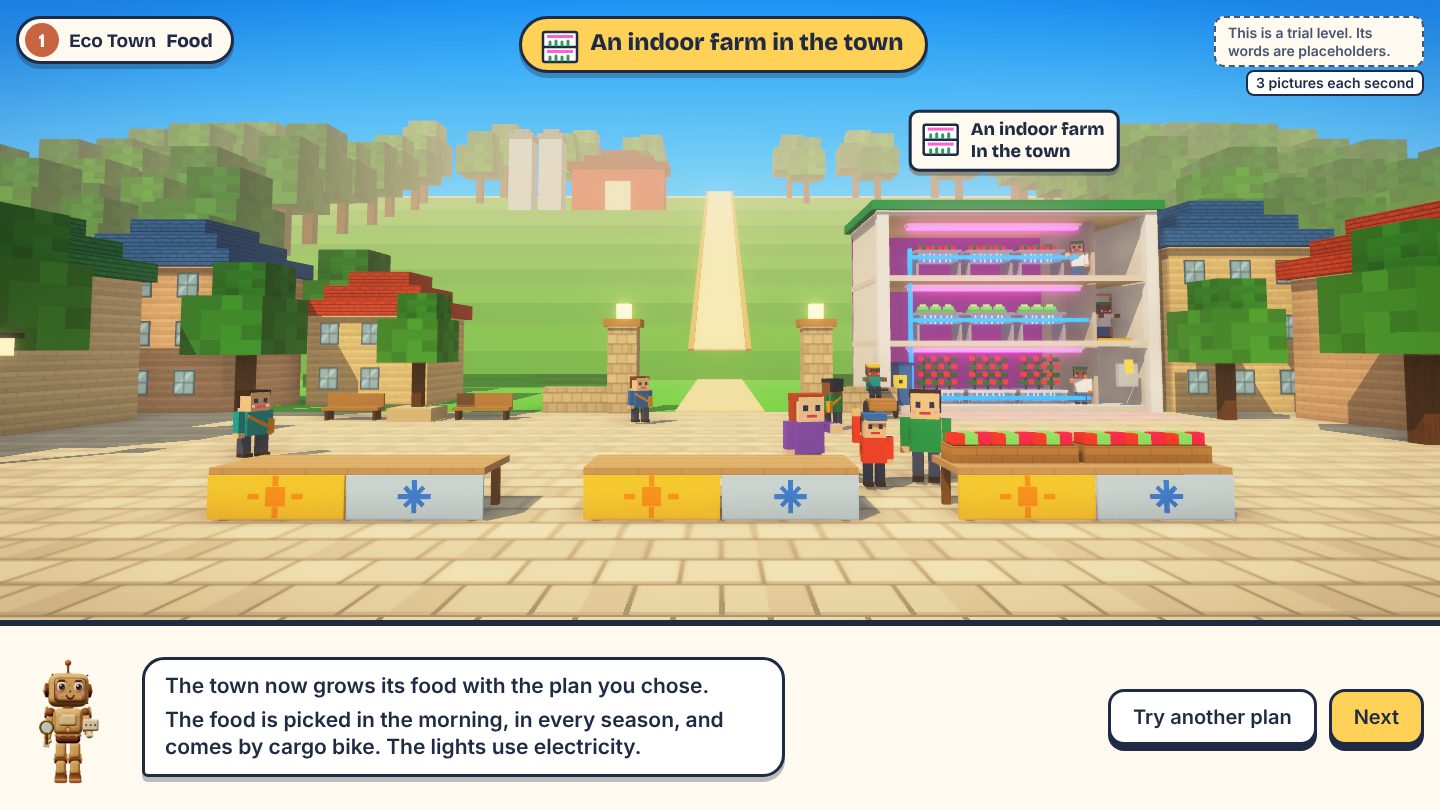 1 Eco Town Food
An indoor farm in the town
This is a trial level. Its
words are placeholders.
3 pictures each second
An indoor farm
In the town
The town now grows its food with the plan you chose.
The food is picked in the morning, in every season, and
comes by cargo bike. The lights use electricity.
Try another plan
Next